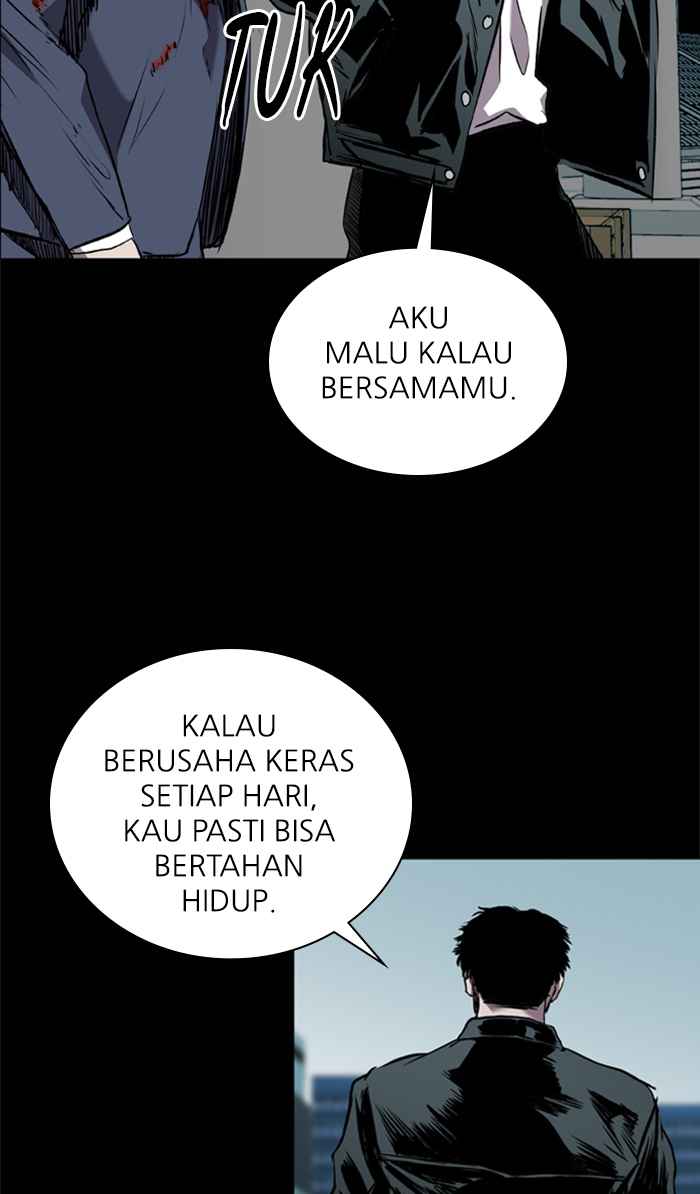 TUK
AKU
MALU KALAU
BERSAMAMU.
KALAU
BERUSAHA KERAS
SETIAP HARI,
KAU PASTI BISA
BERTAHAN
HIDUP.